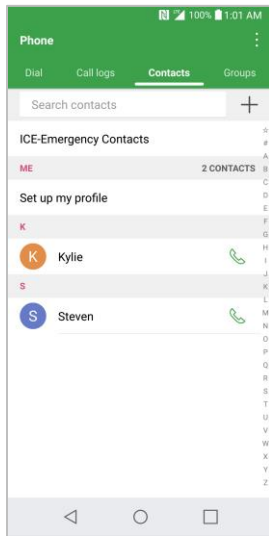 N 100% 1:01 AM
Phone
Dial Call logs Contacts Groups
Search contacts
ICE-Emergency Contacts
ME 2 CONTACTS
Set up my profile
K
K Kylie
S
S Steven
☆
#
A
B
C
D
E
F
G
H
I
J
K
L
M
N
O
P
Q
R
S
T
U
V
W
X
Y
Z